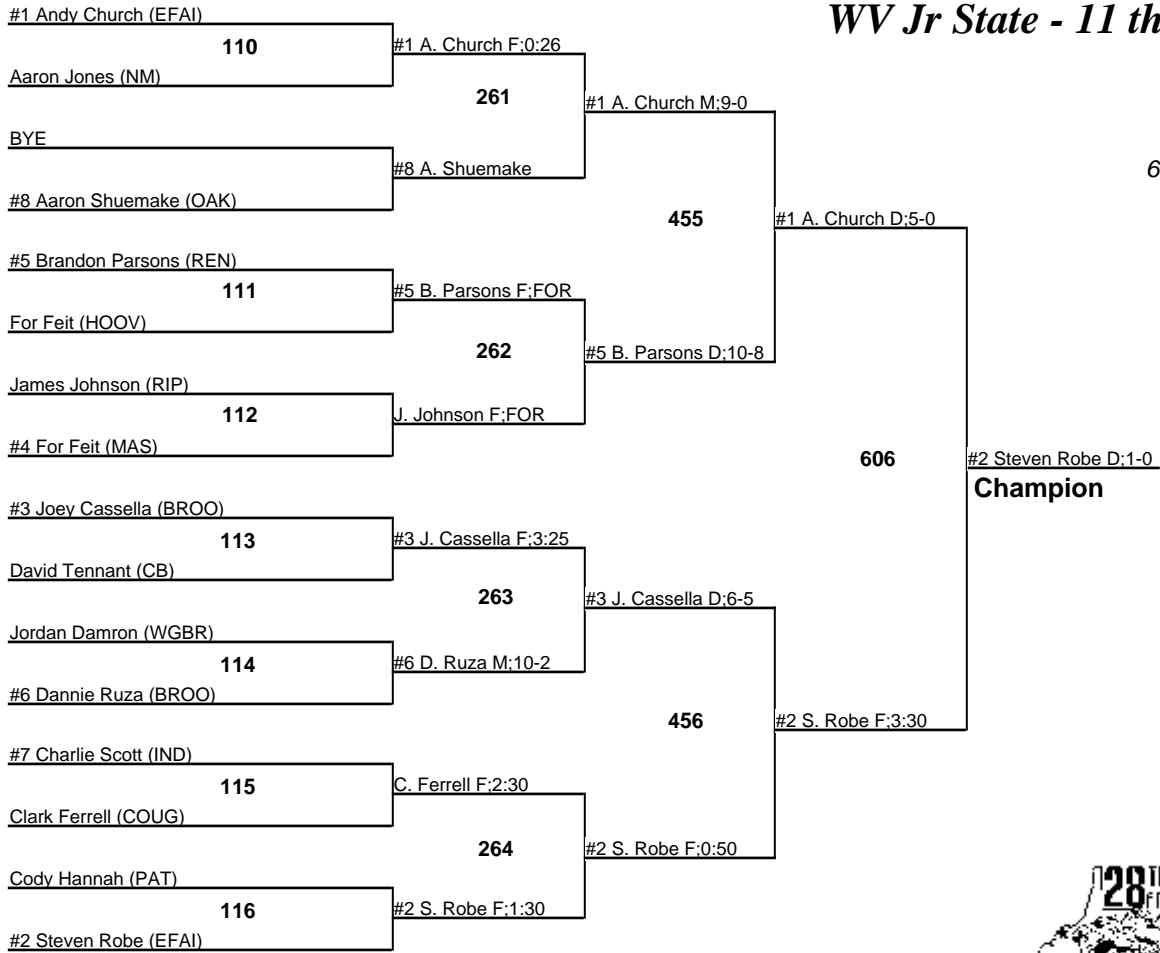 WV Jr State - 11 th
#1 Andy Church (EFAI)
110
Aaron Jones (NM)
#1 A. Church F;0:26
261
BYE
#8 Aaron Shuemake (OAK)
#8 A. Shuemake
#1 A. Church M;9-0
6
455
#5 Brandon Parsons (REN)
111
For Feit (HOOV)
#5 B. Parsons F;FOR
262
James Johnson (RIP)
112
#4 For Feit (MAS)
J. Johnson F;FOR
#5 B. Parsons D;10-8
#1 A. Church D;5-0
606
#2 Steven Robe D;1-0
Champion
#3 Joey Cassella (BROO)
113
David Tennant (CB)
#3 J. Cassella F;3:25
263
Jordan Damron (WGBR)
114
#6 Dannie Ruza (BROO)
#6 D. Ruza M;10-2
#3 J. Cassella D;6-5
456
#2 S. Robe F;3:30
#7 Charlie Scott (IND)
115
Clark Ferrell (COUG)
C. Ferrell F;2:30
264
Cody Hannah (PAT)
116
#2 Steven Robe (EFAI)
#2 S. Robe F;1:30
#2 S. Robe F;0:50
28